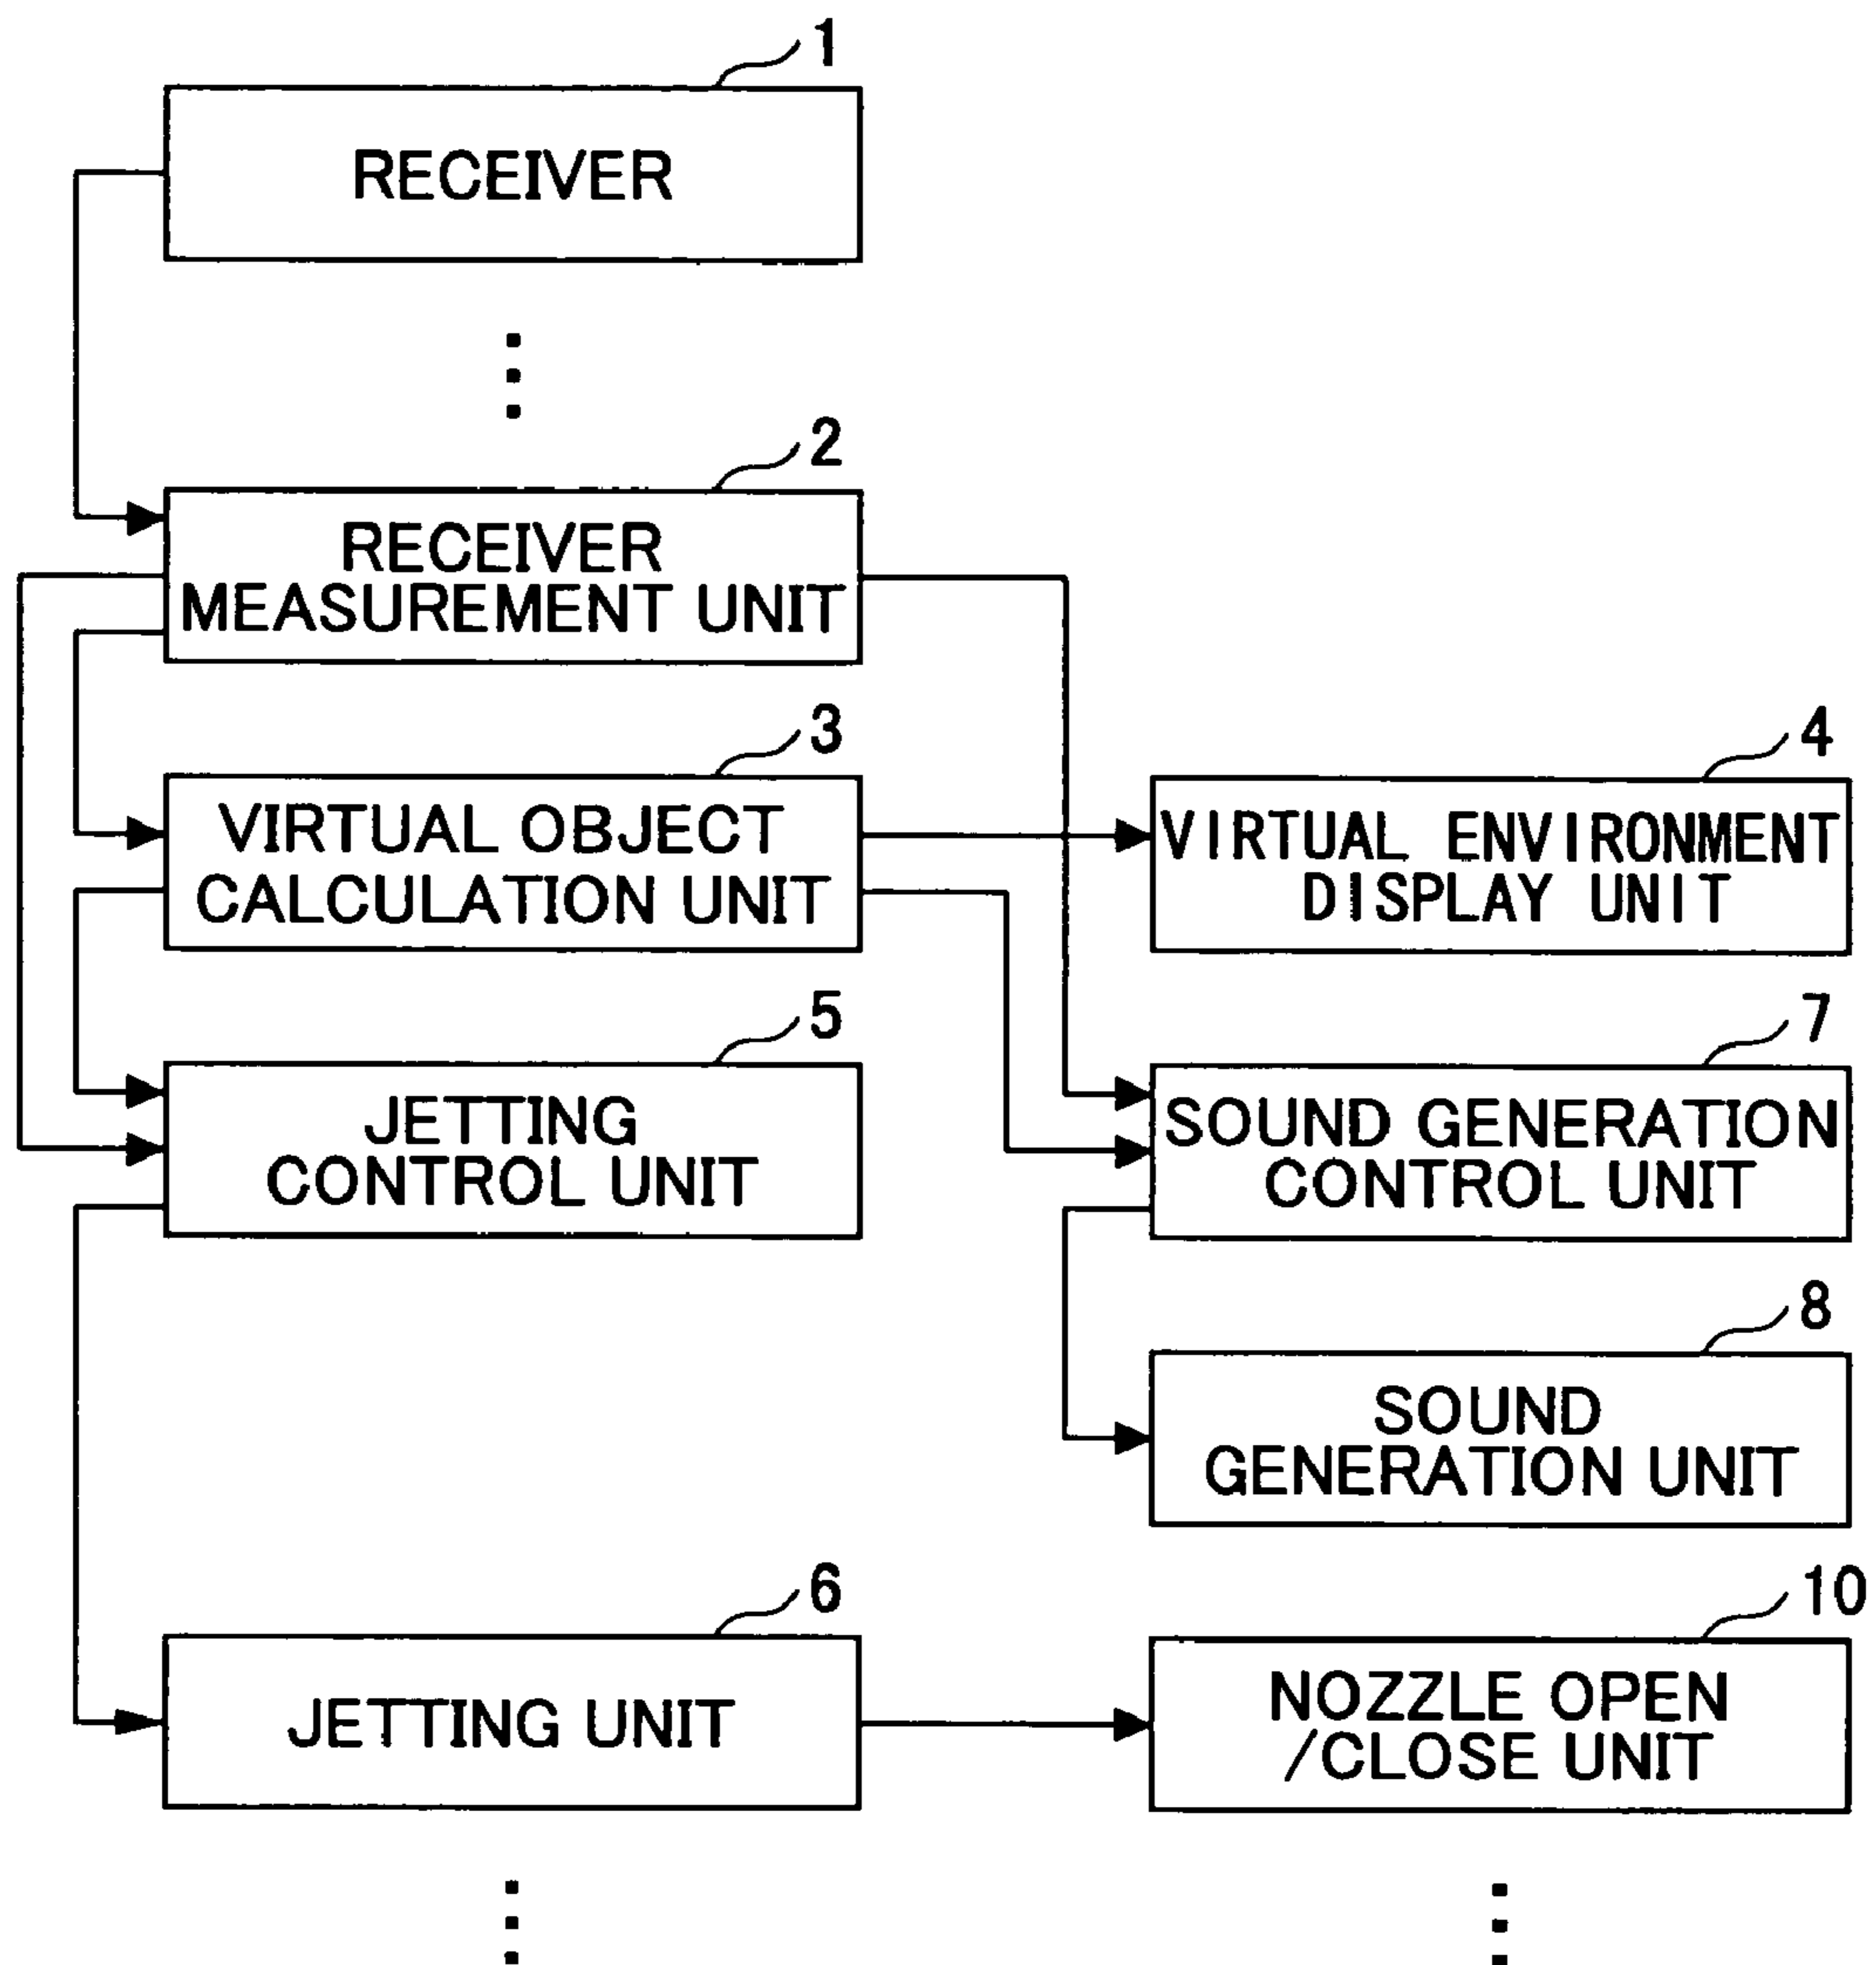 1
RECEIVER
2
RECEIVER
MEASUREMENT UNIT
3
VIRTUAL OBJECT
CALCULATION UNIT
4
VIRTUAL ENVIRONMENT
DISPLAY UNIT
5
JETTING
CONTROL UNIT
7
SOUND GENERATION
CONTROL UNIT
8
SOUND
GENERATION UNIT
6
JETTING UNIT
10
NOZZLE OPEN
/CLOSE UNIT